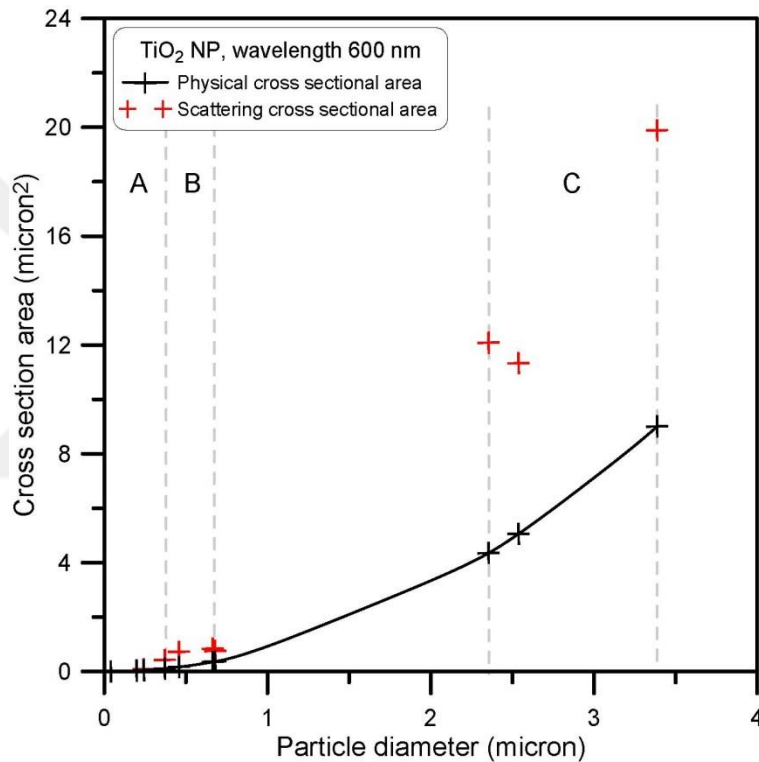 24
20
16
12
8
4
0
Cross section area (micron²)
TiO₂ NP, wavelength 600 nm
Physical cross sectional area
Scattering cross sectional area
A
B
C
0
1
2
3
4
Particle diameter (micron)